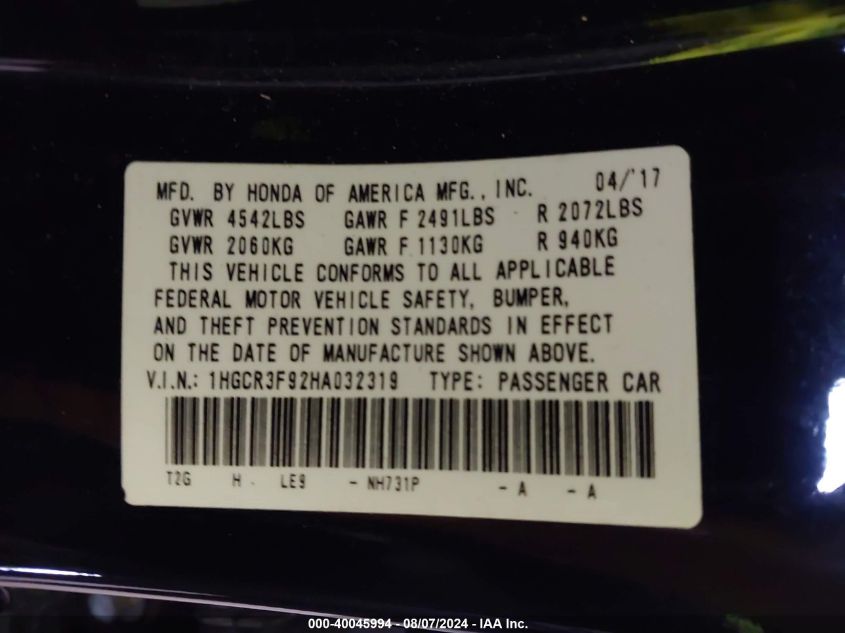 MFD. BY HONDA OF AMERICA MFG., INC. 04/'17
GVWR 4542LBS GAWR F 2491LBS R 2072LBS
GVWR 2060KG GAWR F 1130KG R 940KG
THIS VEHICLE CONFORMS TO ALL APPLICABLE
FEDERAL MOTOR VEHICLE SAFETY, BUMPER,
AND THEFT PREVENTION STANDARDS IN EFFECT
ON THE DATE OF MANUFACTURE SHOWN ABOVE.
V.I.N.: 1HGCR3F92HA032319 TYPE: PASSENGER CAR
T2G H - LE9 - NH731P - A - A
000-40045994 - 08/07/2024 - IAA Inc.